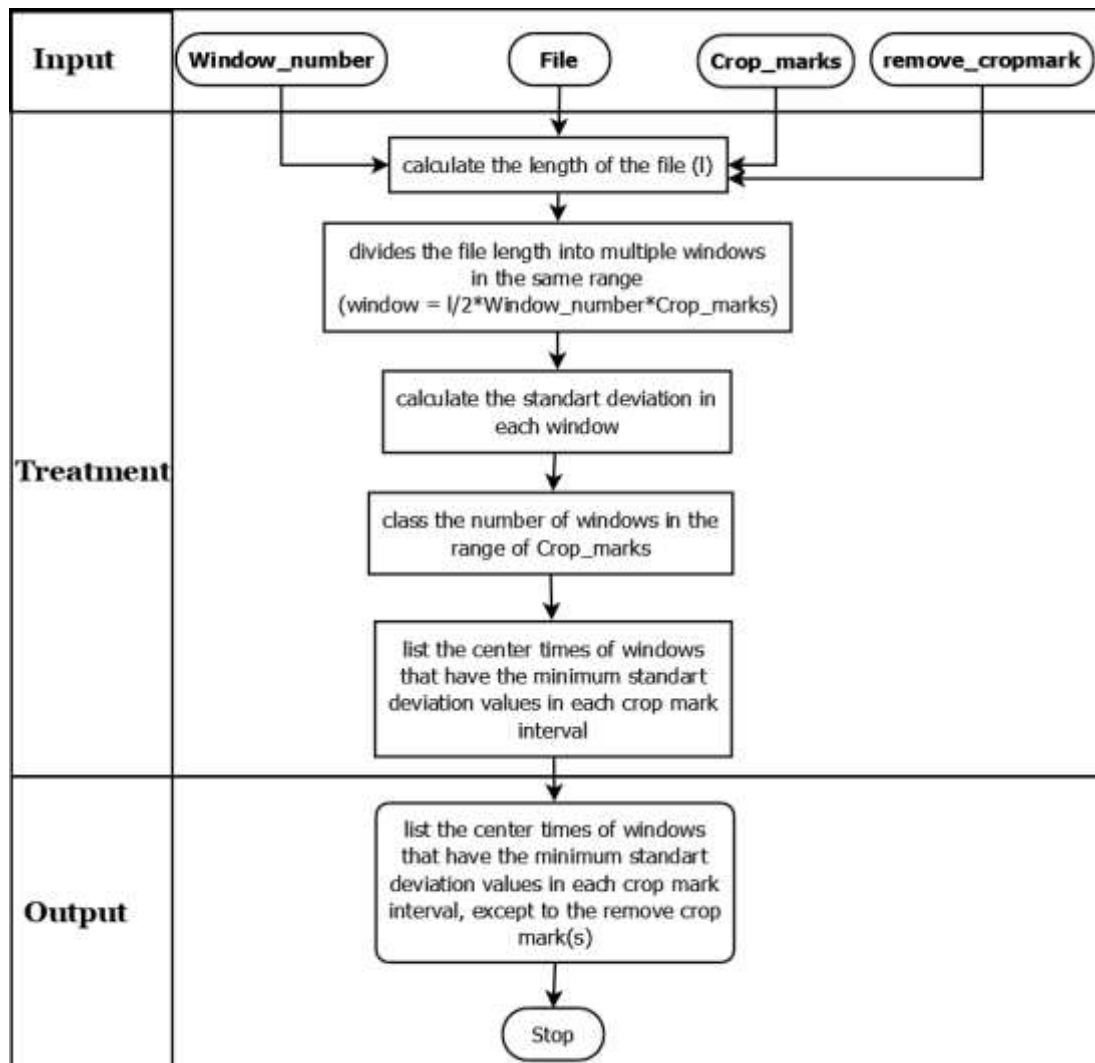 Input
Window_number
File
Crop_marks
remove_cropmark
calculate the length of the file (l)
divides the file length into multiple windows
in the same range
(window = l/2*Window_number*Crop_marks)
calculate the standart deviation in
each window
Treatment
class the number of windows in the
range of Crop_marks
list the center times of windows
that have the minimum standart
deviation values in each crop mark
interval
Output
list the center times of windows
that have the minimum standart
deviation values in each crop mark
interval, except to the remove crop
mark(s)
Stop